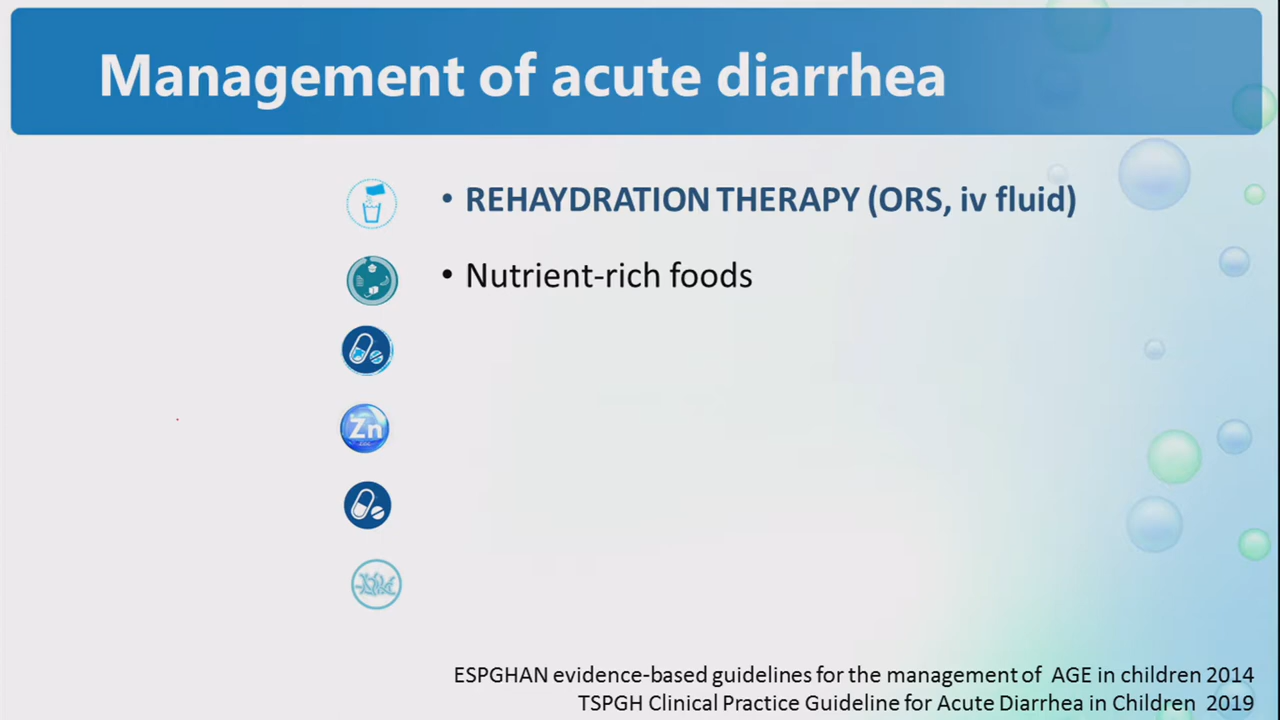 Management of acute diarrhea
• REHAYDRATION THERAPY (ORS, iv fluid)
• Nutrient-rich foods
Zn
ESPGHAN evidence-based guidelines for the management of AGE in children 2014
TSPGH Clinical Practice Guideline for Acute Diarrhea in Children 2019